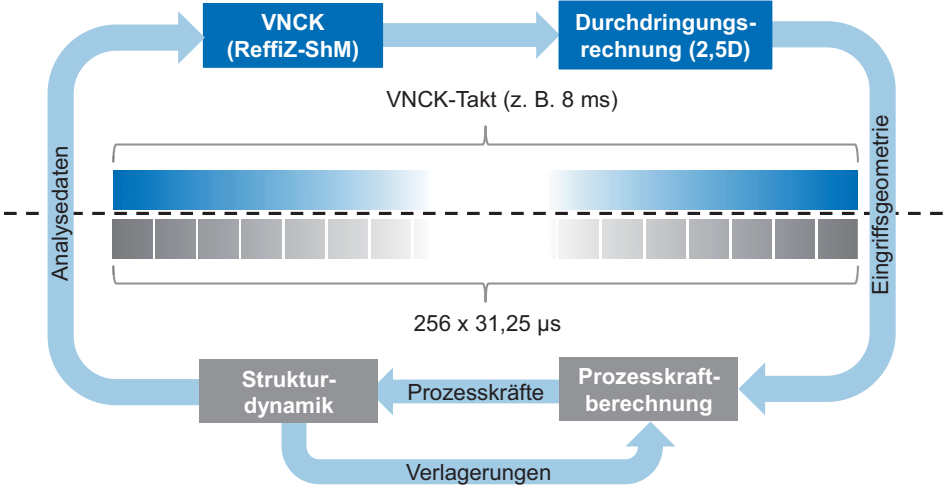 VNCK
(ReffiZ-ShM)
Durchdringungs-
rechnung (2,5D)
VNCK-Takt (z. B. 8 ms)
Analysedaten
Eingriffsgeometrie
256 x 31,25 µs
Struktur-
dynamik
Prozesskräfte
Prozesskraft-
berechnung
Verlagerungen